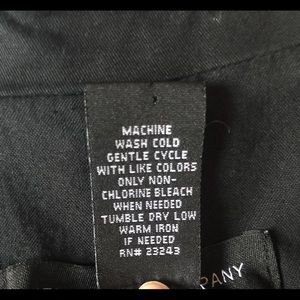 MACHINE
WASH COLD
GENTLE CYCLE
WITH LIKE COLORS
ONLY NON-
CHLORINE BLEACH
WHEN NEEDED
TUMBLE DRY LOW
WARM IRON
IF NEEDED
RN# 23243
PANY